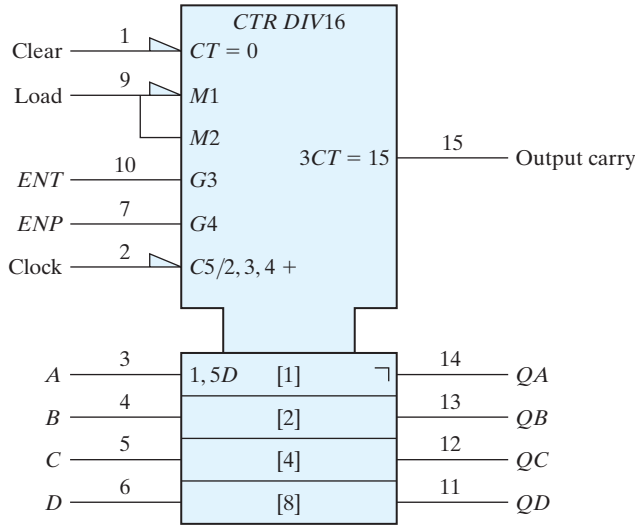 CTR DIV16
Clear 1 CT = 0
Load 9 M1
M2
3CT = 15 15 Output carry
ENT 10 G3
ENP 7 G4
Clock 2 C5/2, 3, 4 +
A 3 1, 5D [1] ¬ 14 QA
B 4 [2] 13 QB
C 5 [4] 12 QC
D 6 [8] 11 QD